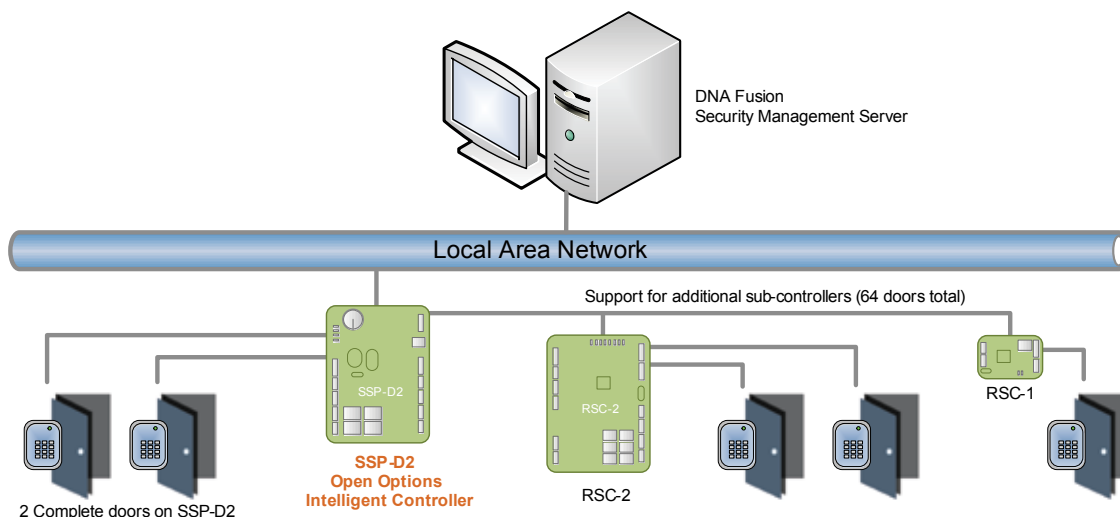 DNA Fusion
Security Management Server
Local Area Network
Support for additional sub-controllers (64 doors total)
SSP-D2
RSC-2
RSC-1
SSP-D2
Open Options
Intelligent Controller
RSC-2
2 Complete doors on SSP-D2